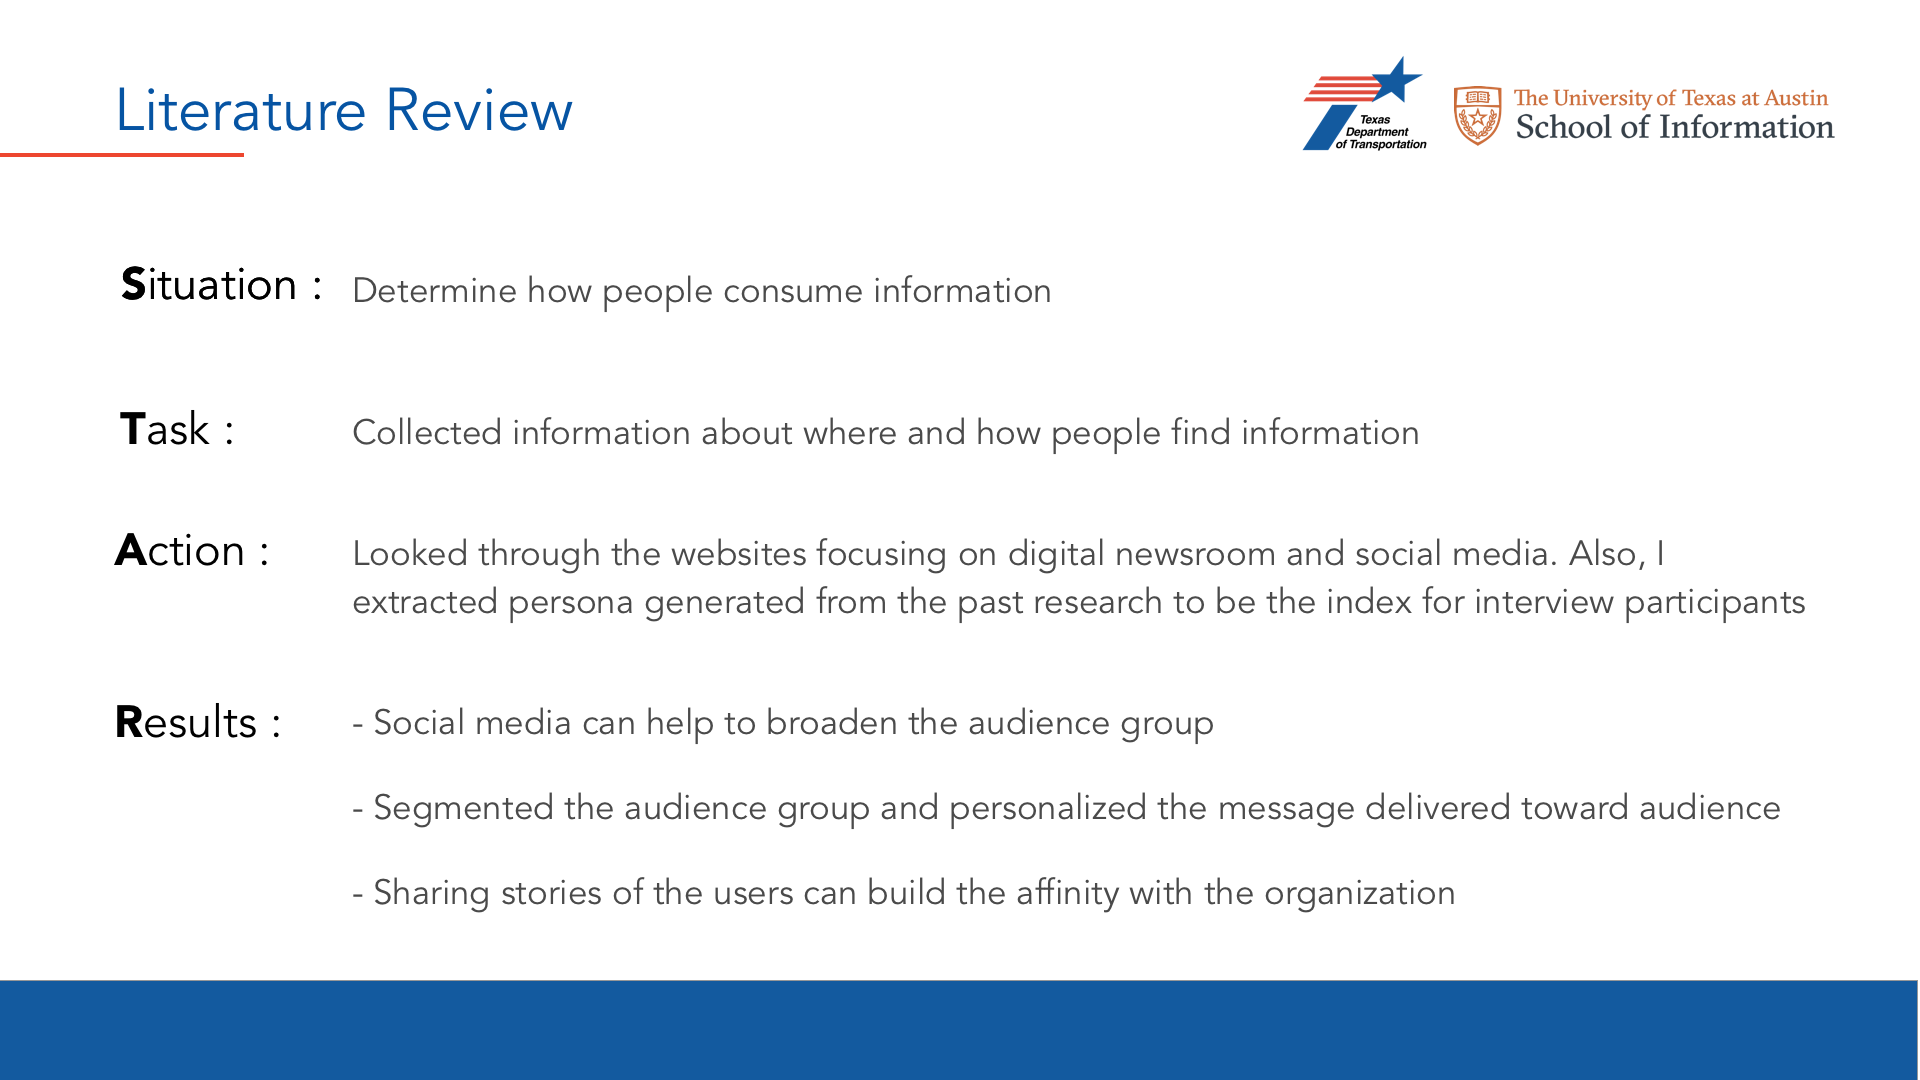 Literature Review
Texas
Department
of Transportation
The University of Texas at Austin
School of Information
Situation : Determine how people consume information
Task : Collected information about where and how people find information
Action : Looked through the websites focusing on digital newsroom and social media. Also, I
extracted persona generated from the past research to be the index for interview participants
Results : - Social media can help to broaden the audience group
- Segmented the audience group and personalized the message delivered toward audience
- Sharing stories of the users can build the affinity with the organization